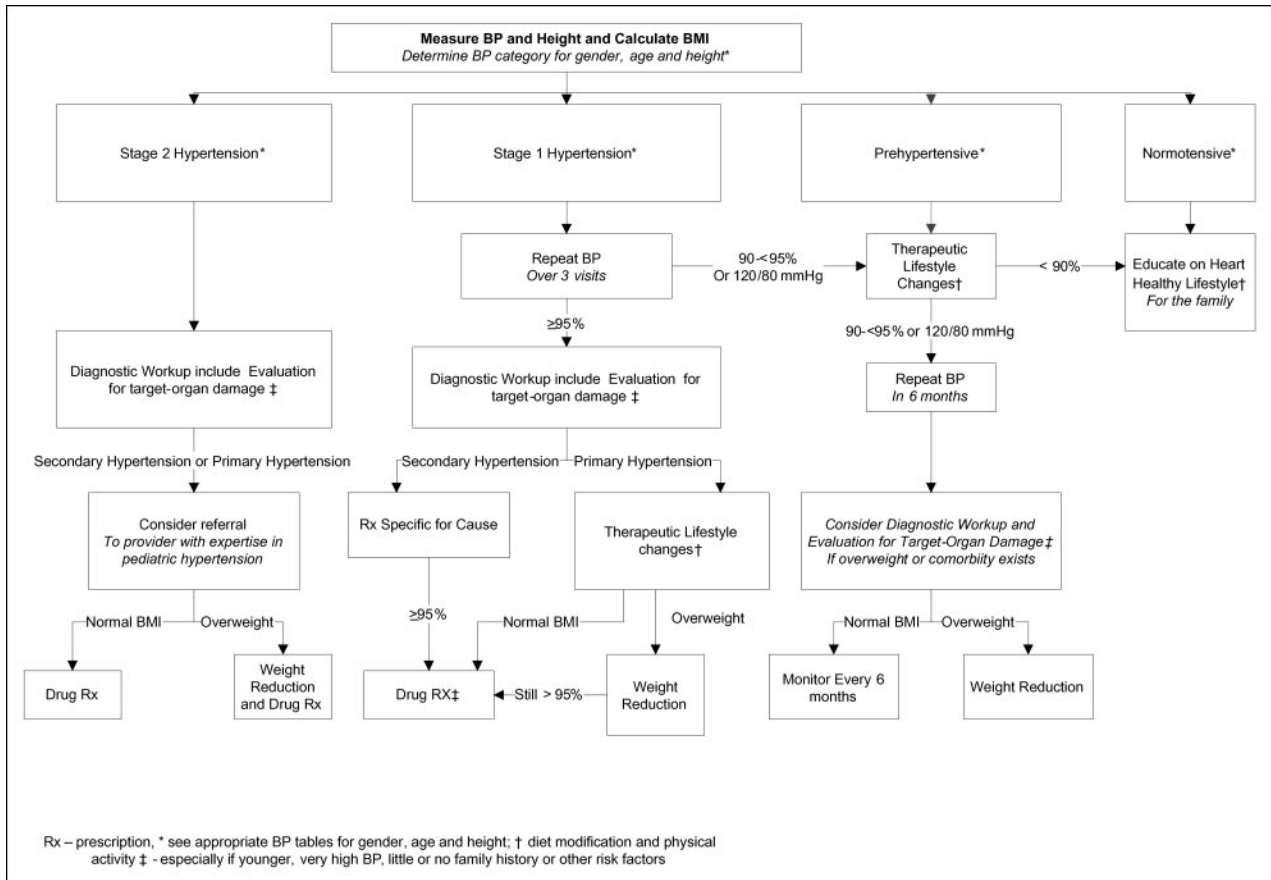 Measure BP and Height and Calculate BMI
Determine BP category for gender, age and height*
Stage 2 Hypertension*
Stage 1 Hypertension*
Prehypertensive*
Normotensive*
Repeat BP
Over 3 visits
90-<95%
Or 120/80 mmHg
Therapeutic
Lifestyle
Changes†
< 90%
Educate on Heart
Healthy Lifestyle†
For the family
≥95%
90-<95% or 120/80 mmHg
Diagnostic Workup include Evaluation
for target-organ damage ‡
Diagnostic Workup include Evaluation for
target-organ damage ‡
Repeat BP
In 6 months
Secondary Hypertension or Primary Hypertension
Secondary Hypertension
Primary Hypertension
Consider referral
To provider with expertise in
pediatric hypertension
Rx Specific for Cause
Therapeutic Lifestyle
changes†
Consider Diagnostic Workup and
Evaluation for Target-Organ Damage‡
If overweight or comorbiity exists
Normal BMI
Overweight
≥95%
Normal BMI
Overweight
Normal BMI
Overweight
Drug Rx
Weight
Reduction
and Drug Rx
Drug RX‡
Still > 95%
Weight
Reduction
Monitor Every 6
months
Weight Reduction
Rx – prescription, * see appropriate BP tables for gender, age and height; † diet modification and physical
activity ‡ - especially if younger, very high BP, little or no family history or other risk factors